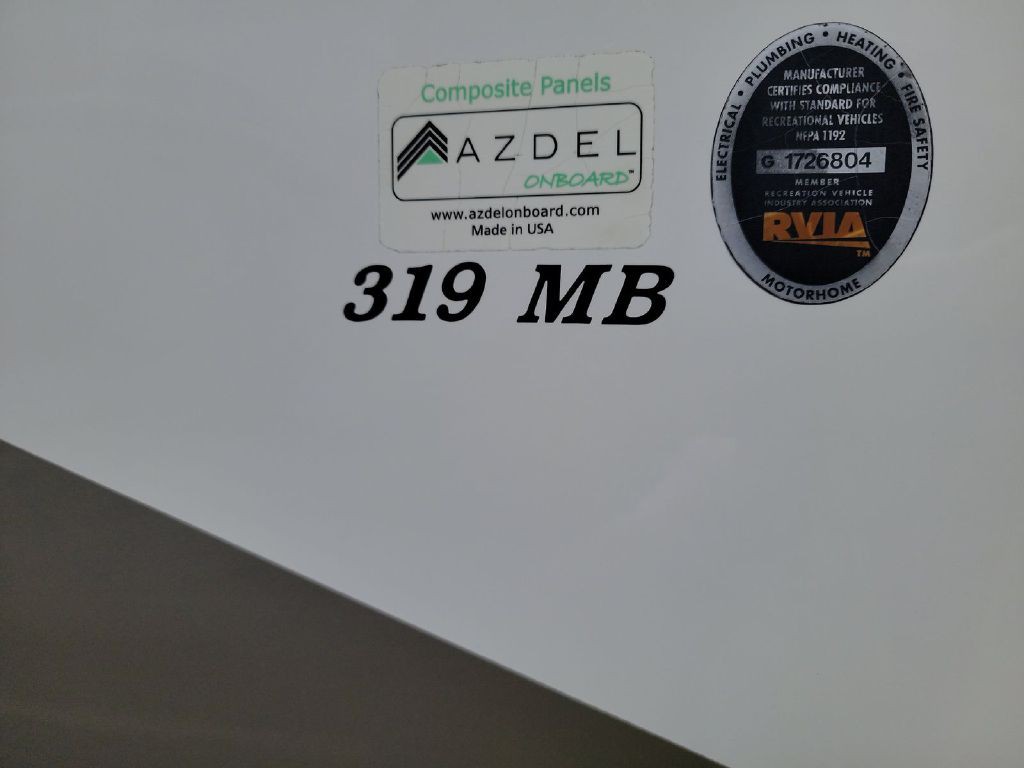 Composite Panels
AZDEL
ONBOARD™
www.azdelonboard.com
Made in USA
319 MB
ELECTRICAL • PLUMBING • HEATING • FIRE SAFETY
MANUFACTURER
CERTIFIES COMPLIANCE
WITH STANDARD FOR
RECREATIONAL VEHICLES
NFPA 1192
G 1726804
MEMBER
RECREATION VEHICLE
INDUSTRY ASSOCIATION
RVIA
TM
MOTORHOME